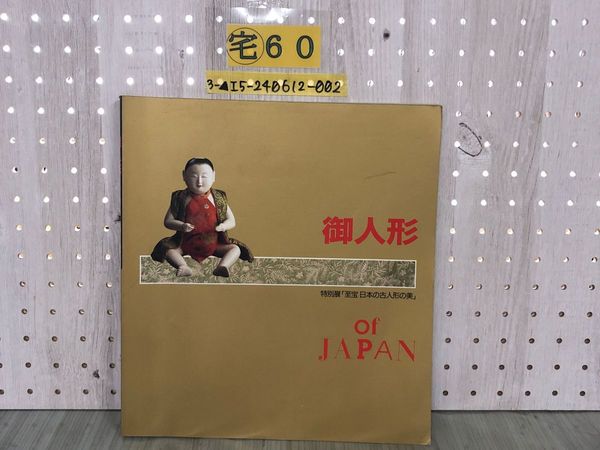 宅60
3-▲I5-240612-002
御人形
特別展「至宝 日本の古人形の美」
of
JAPAN